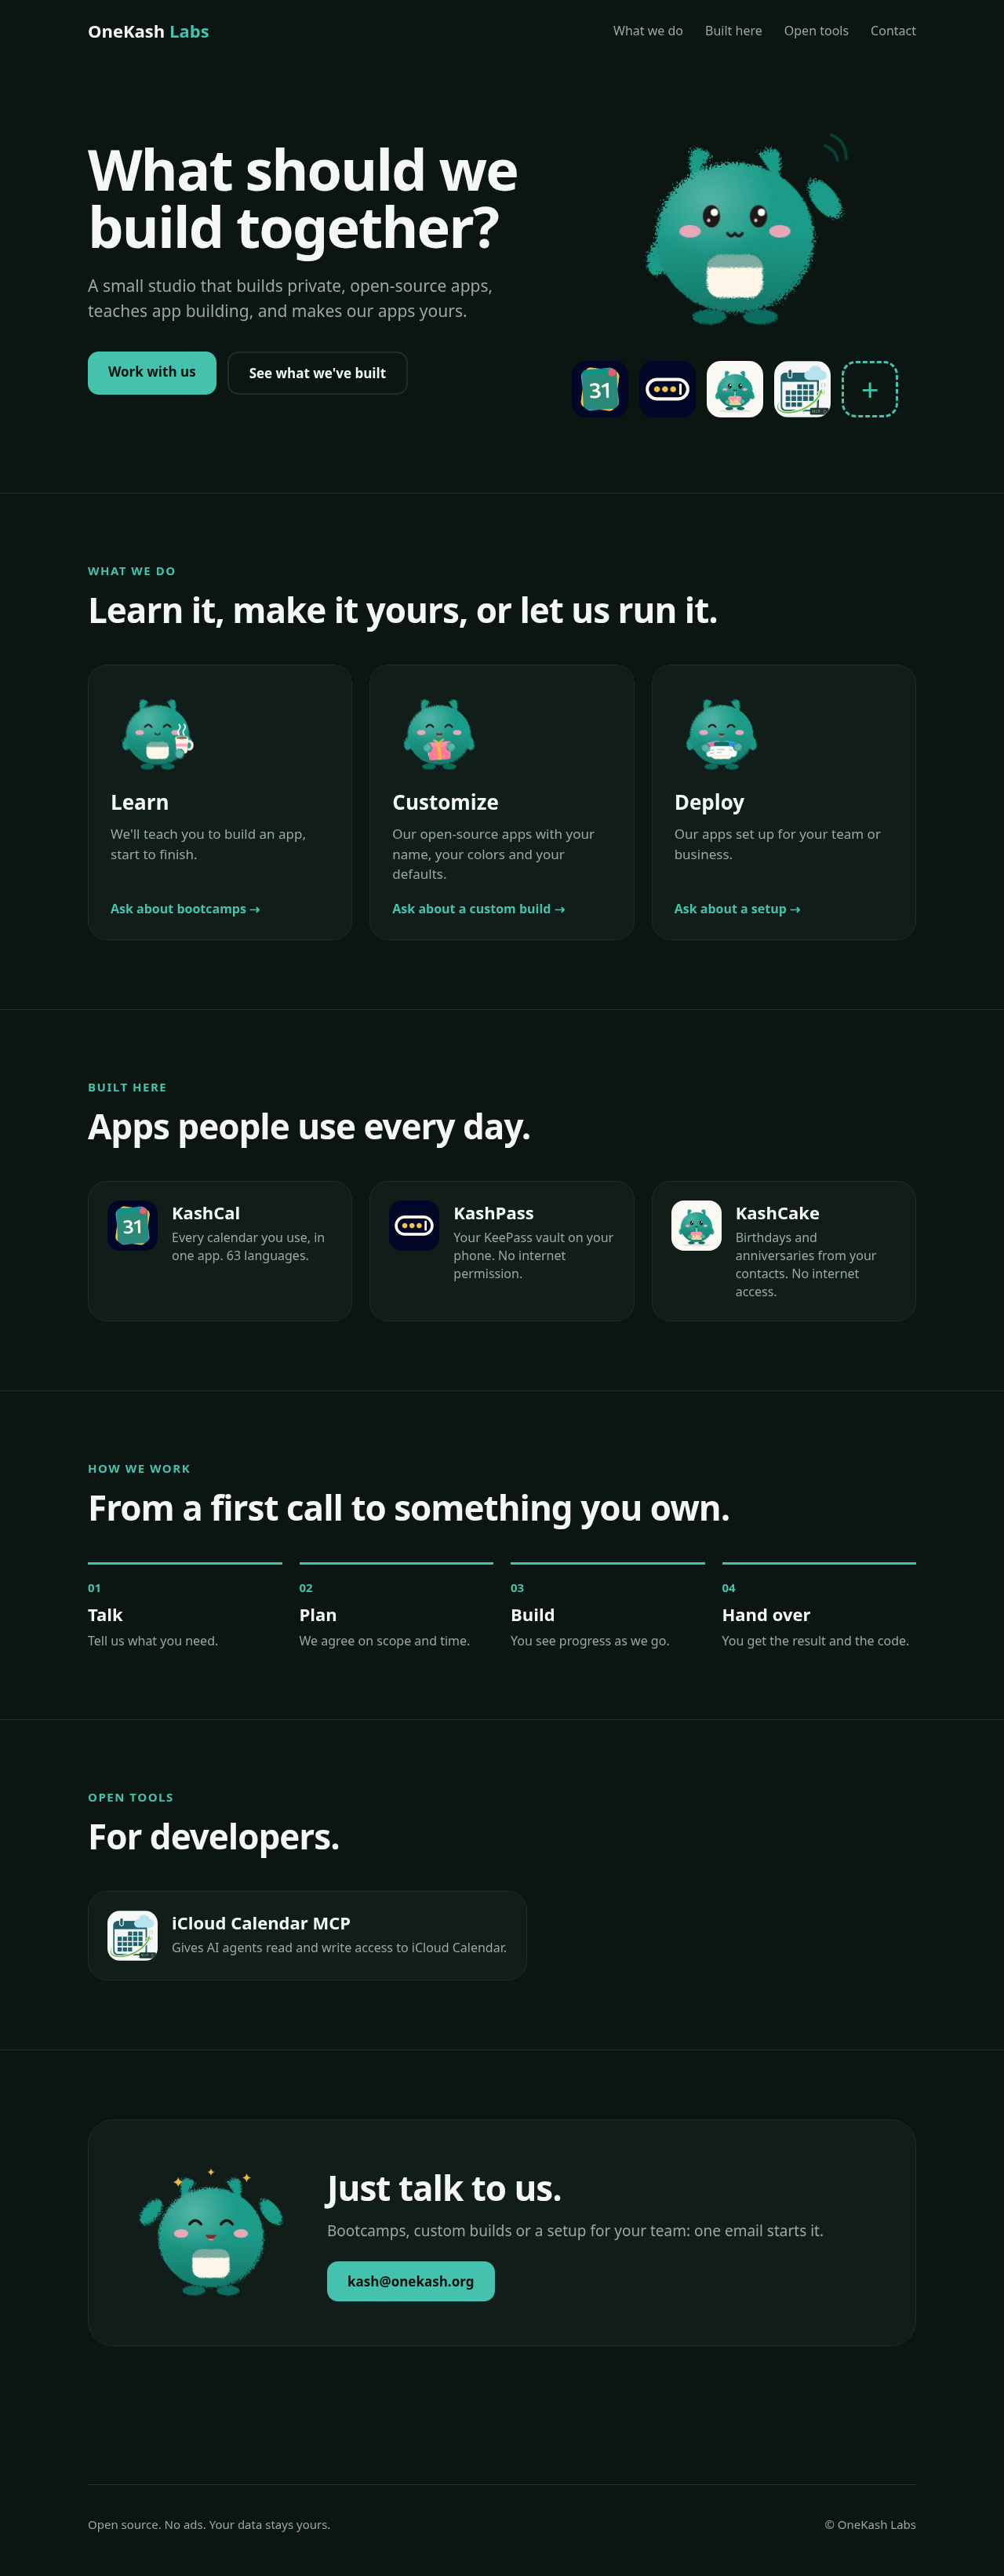 OneKash Labs
What we do
Built here
Open tools
Contact
What should we
build together?
A small studio that builds private, open-source apps,
teaches app building, and makes our apps yours.
Work with us
See what we've built
31
+
WHAT WE DO
Learn it, make it yours, or let us run it.
Learn
We'll teach you to build an app,
start to finish.
Ask about bootcamps →
Customize
Our open-source apps with your
name, your colors and your
defaults.
Ask about a custom build →
Deploy
Our apps set up for your team or
business.
Ask about a setup →
BUILT HERE
Apps people use every day.
31
KashCal
Every calendar you use, in
one app. 63 languages.
KashPass
Your KeePass vault on your
phone. No internet
permission.
KashCake
Birthdays and
anniversaries from your
contacts. No internet
access.
HOW WE WORK
From a first call to something you own.
01
Talk
Tell us what you need.
02
Plan
We agree on scope and time.
03
Build
You see progress as we go.
04
Hand over
You get the result and the code.
OPEN TOOLS
For developers.
iCloud Calendar MCP
Gives AI agents read and write access to iCloud Calendar.
Just talk to us.
Bootcamps, custom builds or a setup for your team: one email starts it.
kash@onekash.org
Open source. No ads. Your data stays yours.
© OneKash Labs